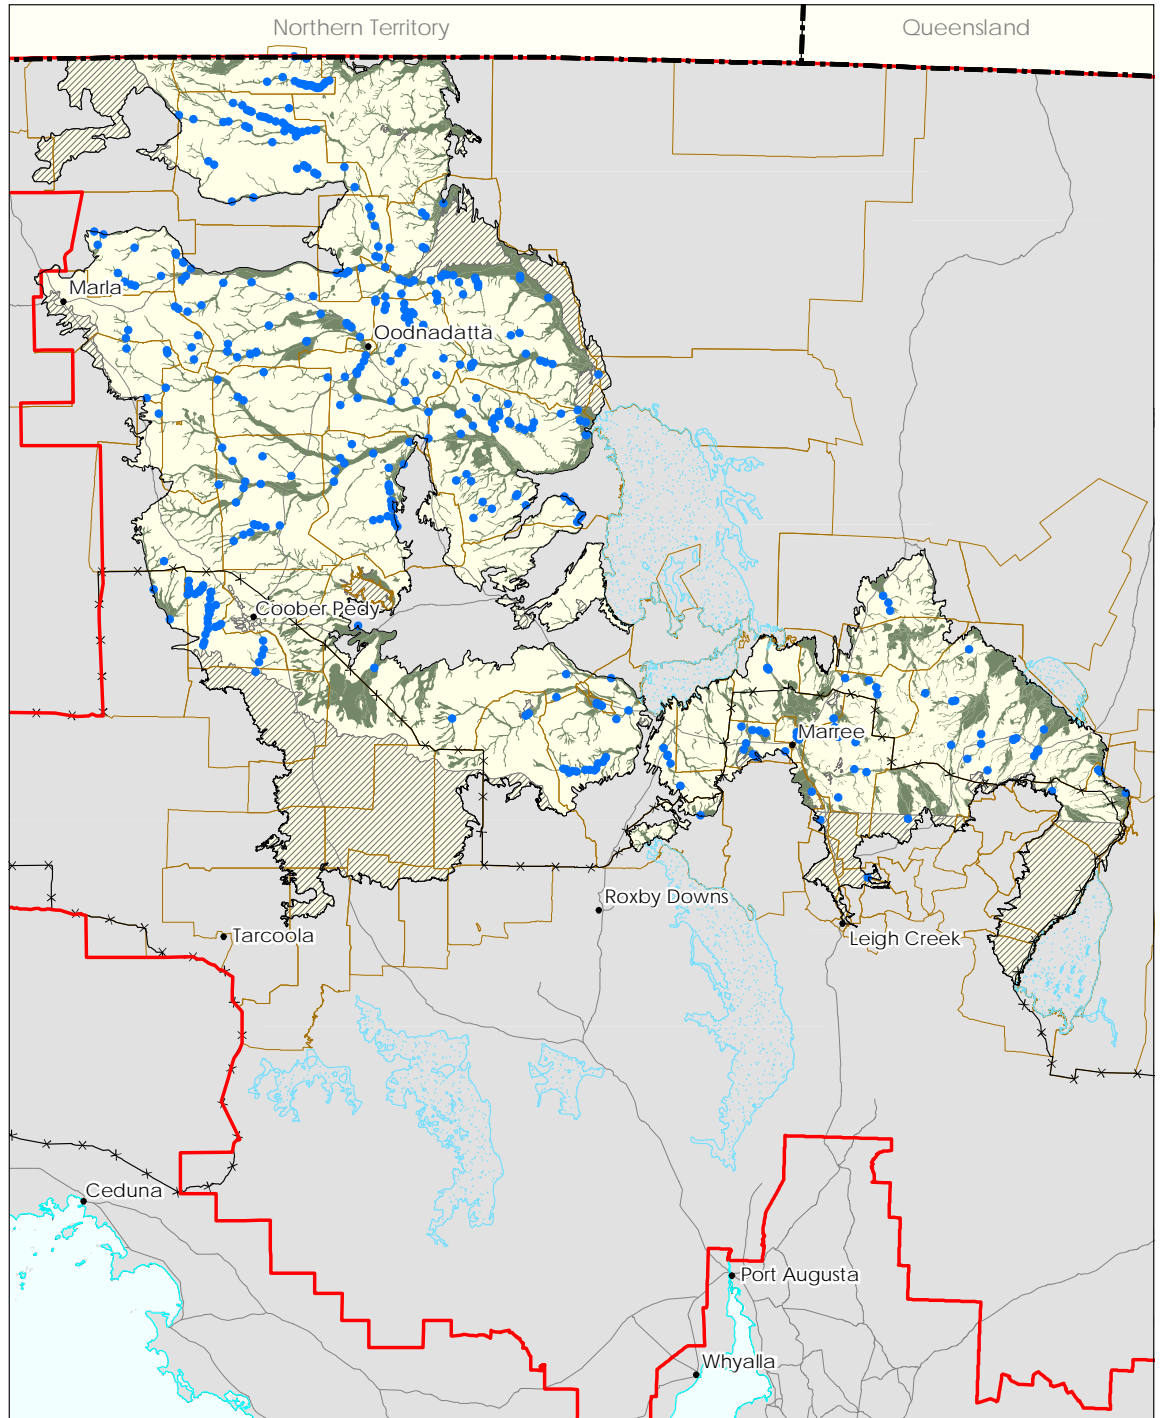 Northern Territory
Queensland
Marla
Oodnadatta
Coober Pedy
Marree
Roxby Downs
Tarcoola
Leigh Creek
Ceduna
Port Augusta
Whyalla